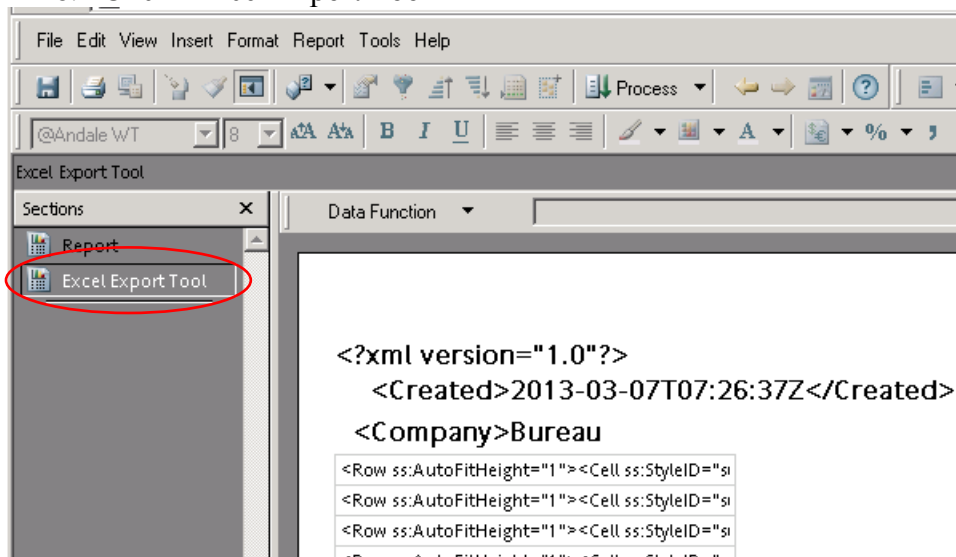 File Edit View Insert Format Report Tools Help
Process
@Andale WT 8 B I U A %
Excel Export Tool
Sections
Data Function
Report
Excel Export Tool
<?xml version="1.0"?>
<Created>2013-03-07T07:26:37Z</Created>
<Company>Bureau
<Row ss:AutoFitHeight="1"><Cell ss:StyleID="s
<Row ss:AutoFitHeight="1"><Cell ss:StyleID="s
<Row ss:AutoFitHeight="1"><Cell ss:StyleID="s